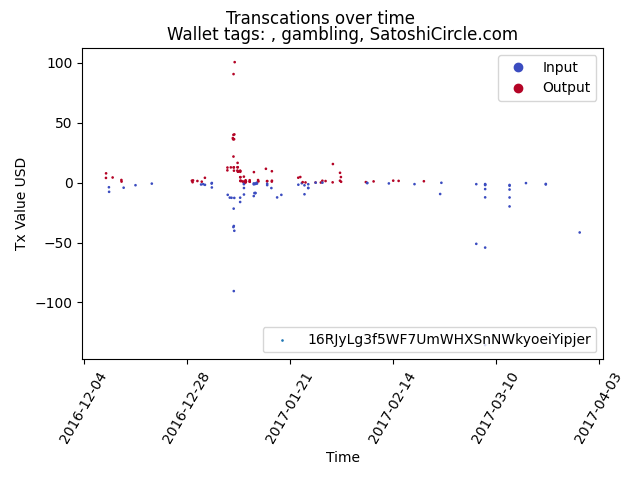 Transcations over time
Wallet tags: , gambling, SatoshiCircle.com
Input
Output
100
50
0
−50
−100
Tx Value USD
16RJyLg3f5WF7UmWHXSnNWkyoeiYipjer
2016-12-04
2016-12-28
2017-01-21
2017-02-14
2017-03-10
2017-04-03
Time